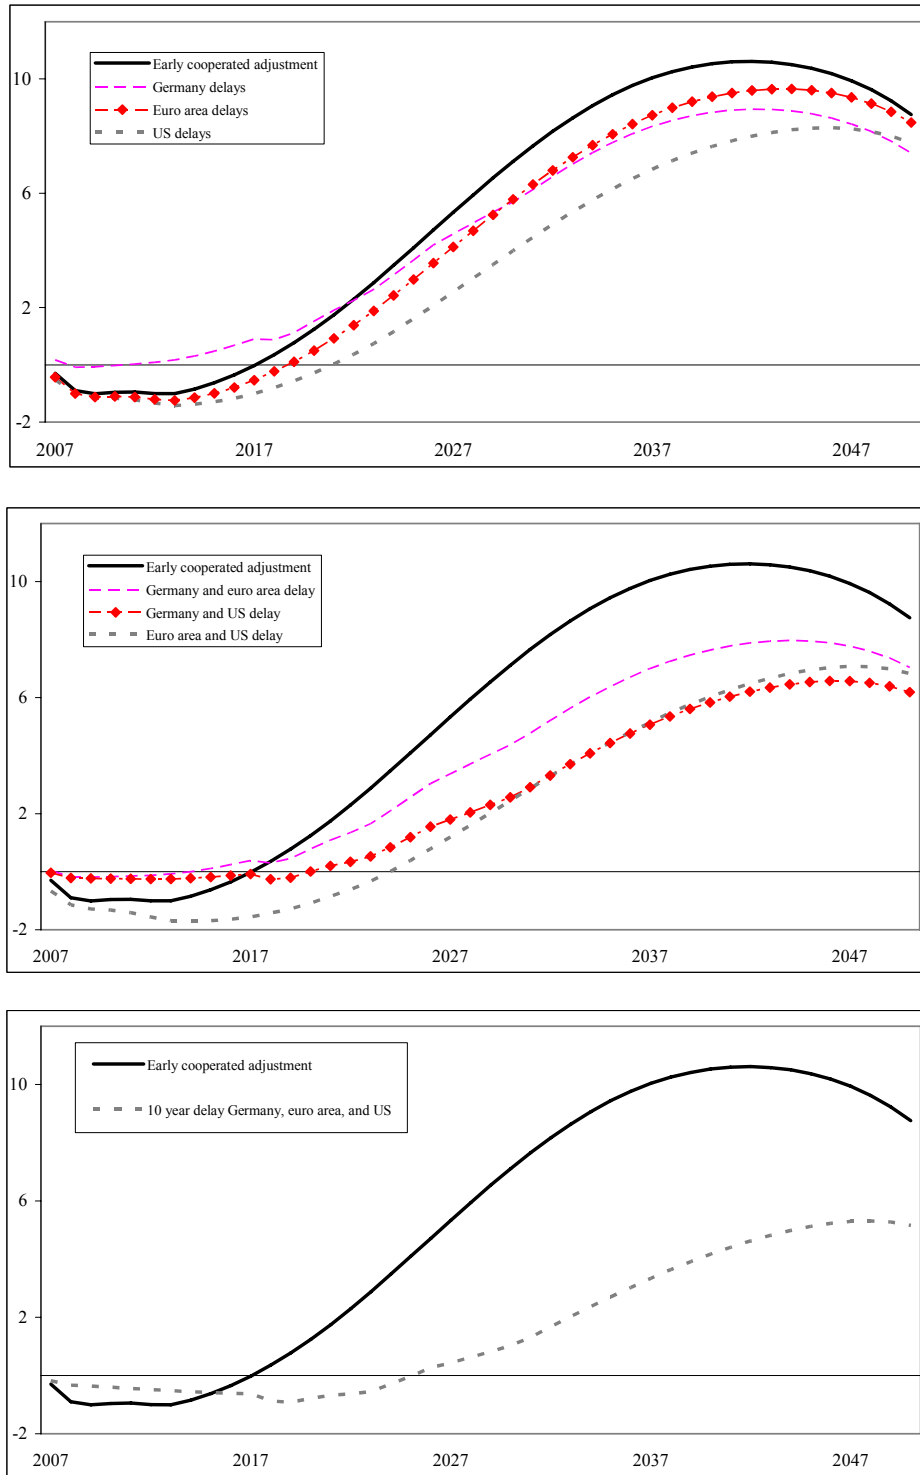 10
6
2
-2
Early cooperated adjustment
Germany delays
Euro area delays
US delays
2007 2017 2027 2037 2047
10
6
2
-2
Early cooperated adjustment
Germany and euro area delay
Germany and US delay
Euro area and US delay
2007 2017 2027 2037 2047
10
6
2
-2
Early cooperated adjustment
10 year delay Germany, euro area, and US
2007 2017 2027 2037 2047